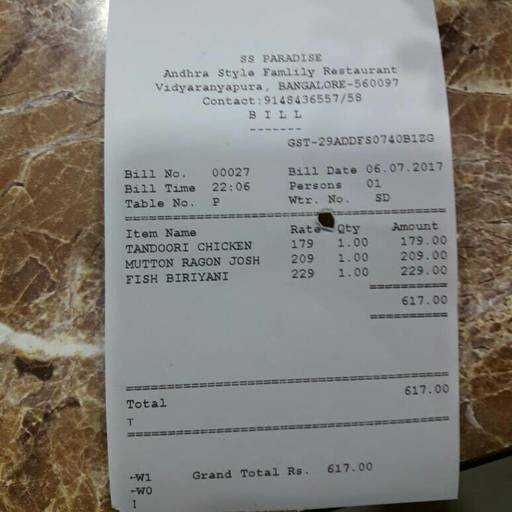 SS PARADISE
Andhra Style Famlily Restaurant
Vidyaranyapura, BANGALORE-560097
Contact:9148436557/58
B I L L
-------
GST-29ADDFS0740B1ZG
Bill No. 00027 Bill Date 06.07.2017
Bill Time 22:06 Persons 01
Table No. P Wtr. No. SD
Item Name Rate Qty Amount
TANDOORI CHICKEN 179 1.00 179.00
MUTTON RAGON JOSH 209 1.00 209.00
FISH BIRIYANI 229 1.00 229.00
617.00
Total 617.00
T
←W1 Grand Total Rs. 617.00
←W0